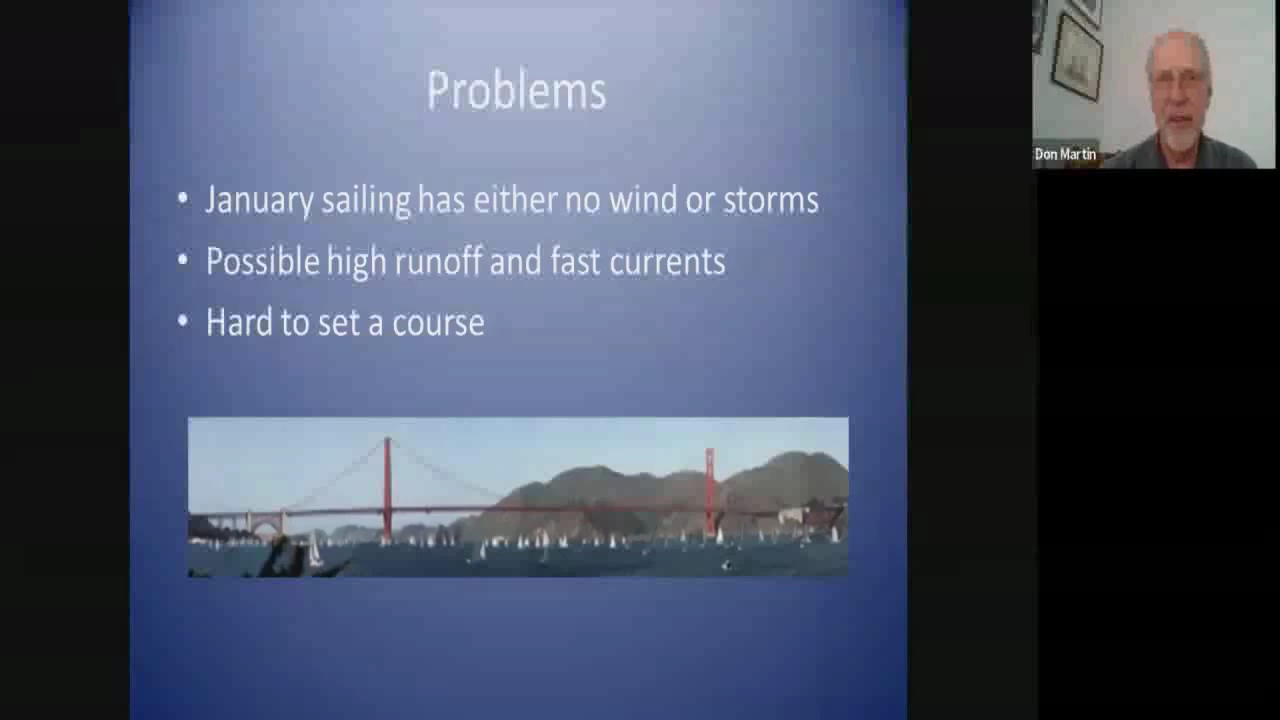 Problems
• January sailing has either no wind or storms
• Possible high runoff and fast currents
• Hard to set a course
Don Martin